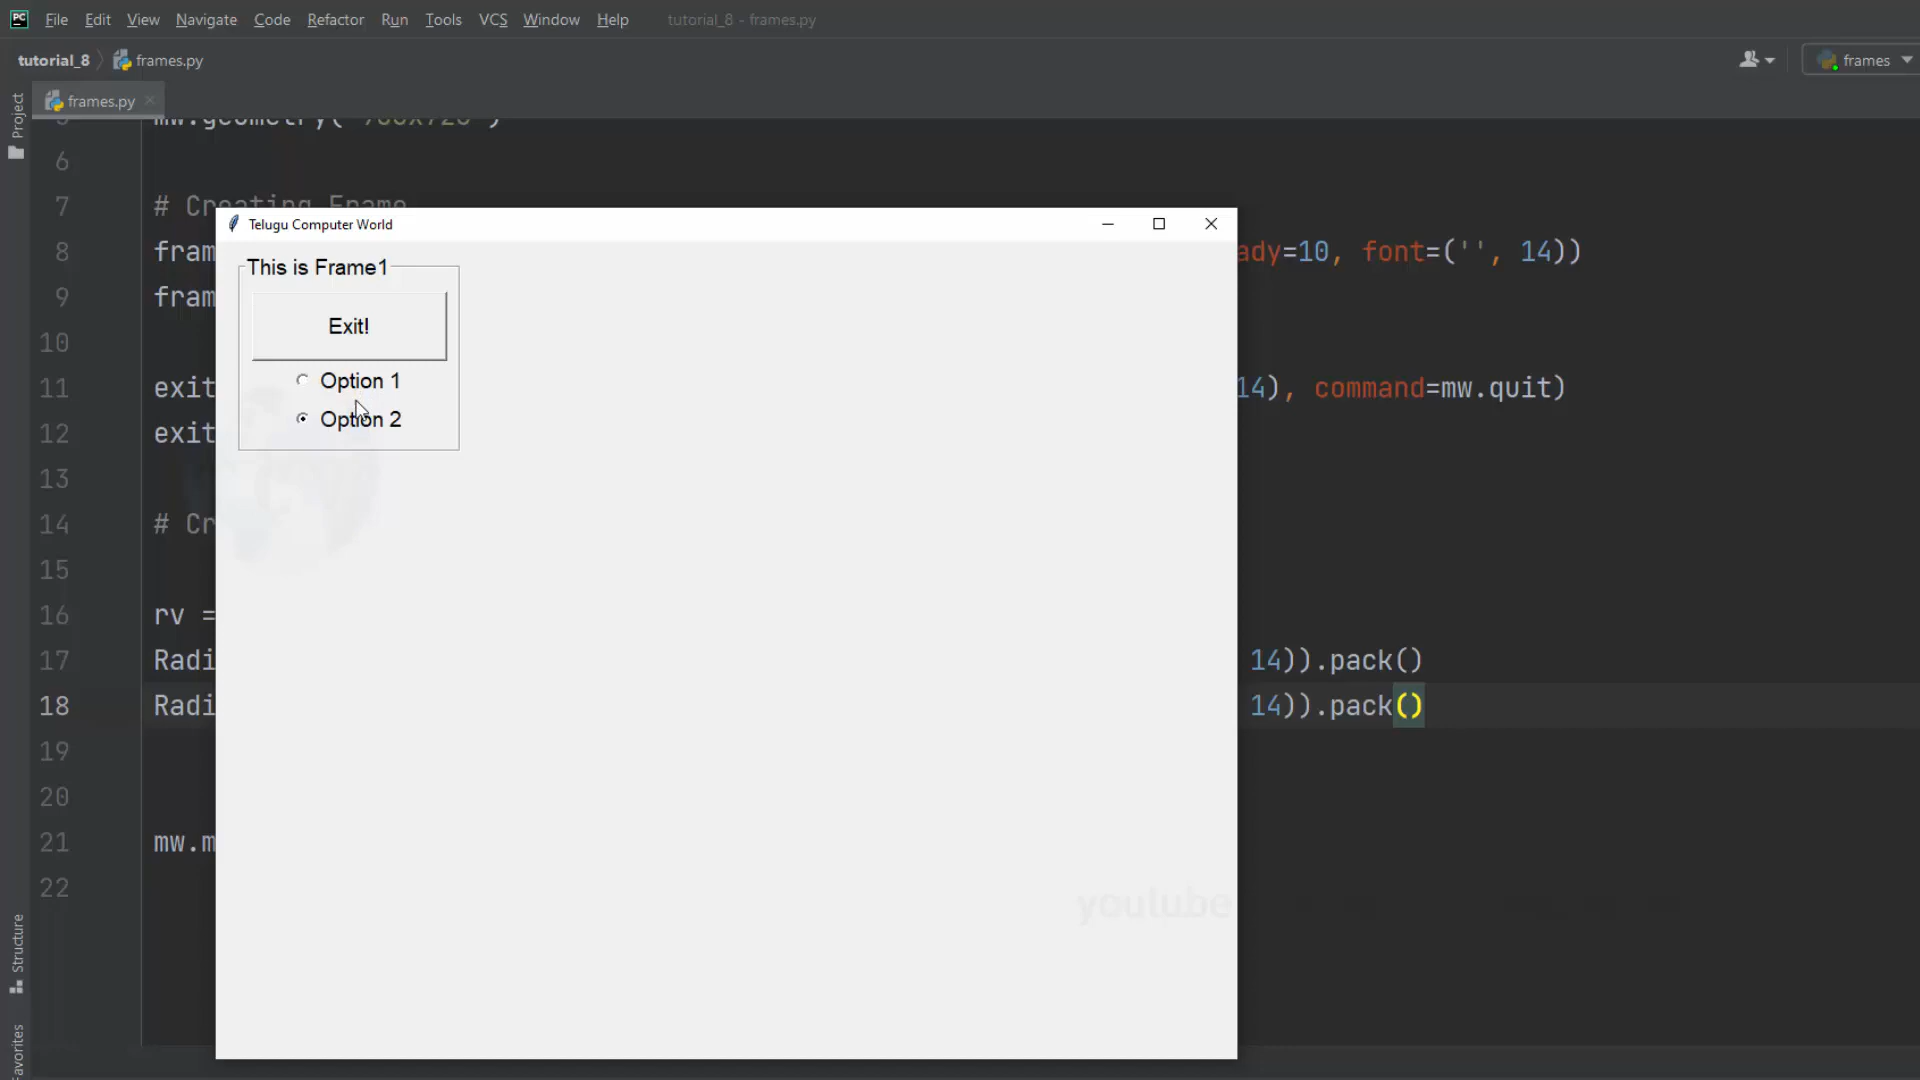 File Edit View Navigate Code Refactor Run Tools VCS Window Help tutorial_8 - frames.py
tutorial_8 frames.py frames
frames.py
Project
6
7 # Creating Frame
8 fram ady=10, font=('', 14))
9 fram
10
11 exit 14), command=mw.quit)
12 exit
13
14 # Cr
15
16 rv =
17 Radi 14)).pack()
18 Radi 14)).pack()
19
20
21 mw.m
22
Telugu Computer World
This is Frame1
Exit!
Option 1
Option 2
youtube
Structure
Favorites